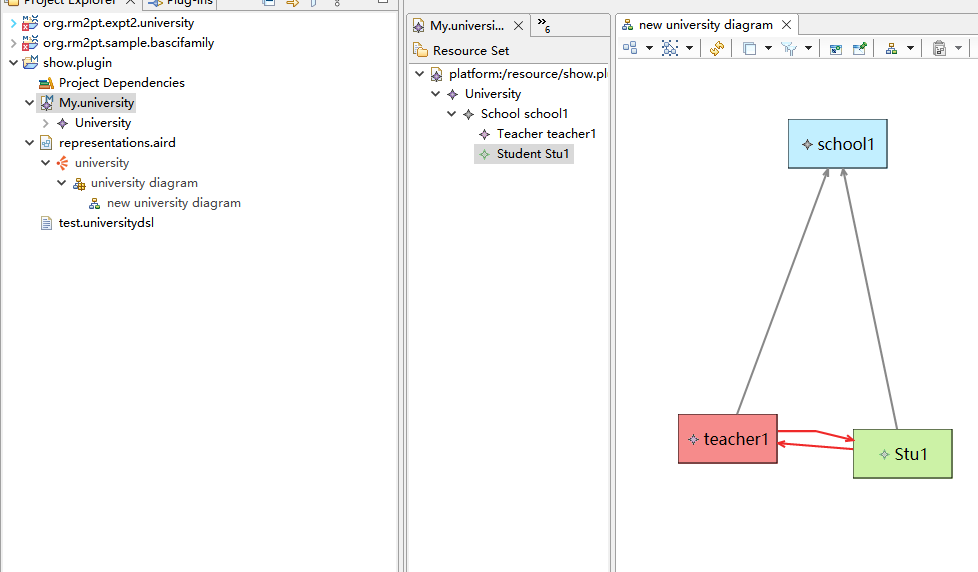 Project Explorer
Plug-ins
org.rm2pt.expt2.university
org.rm2pt.sample.bascifamily
show.plugin
Project Dependencies
My.university
University
representations.aird
university
university diagram
new university diagram
test.universitydsl
My.universi...
6
Resource Set
platform:/resource/show.pl
University
School school1
Teacher teacher1
Student Stu1
new university diagram
school1
teacher1
Stu1